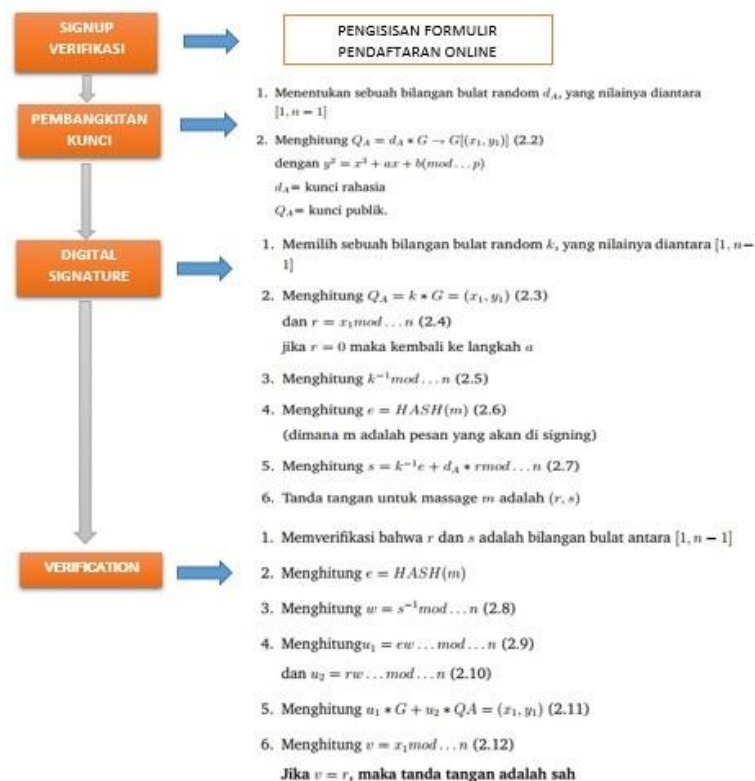 SIGNUP
VERIFIKASI
PENGISISAN FORMULIR
PENDAFTARAN ONLINE
PEMBANGKITAN
KUNCI
1. Menentukan sebuah bilangan bulat random d_A, yang nilainya diantara
[1, n − 1]
2. Menghitung Q_A = d_A * G → G[(x₁, y₁)] (2.2)
dengan y² = x³ + ax + b(mod . . . p)
d_A= kunci rahasia
Q_A= kunci publik.
DIGITAL
SIGNATURE
1. Memilih sebuah bilangan bulat random k, yang nilainya diantara [1, n−
1]
2. Menghitung Q_A = k * G = (x₁, y₁) (2.3)
dan r = x₁mod . . . n (2.4)
jika r = 0 maka kembali ke langkah a
3. Menghitung k⁻¹mod . . . n (2.5)
4. Menghitung e = HASH(m) (2.6)
(dimana m adalah pesan yang akan di signing)
5. Menghitung s = k⁻¹e + d_A * rmod . . . n (2.7)
6. Tanda tangan untuk massage m adalah (r, s)
VERIFICATION
1. Memverifikasi bahwa r dan s adalah bilangan bulat antara [1, n − 1]
2. Menghitung e = HASH(m)
3. Menghitung w = s⁻¹mod . . . n (2.8)
4. Menghitungu₁ = ew . . . mod . . . n (2.9)
dan u₂ = rw . . . mod . . . n (2.10)
5. Menghitung u₁ * G + u₂ * QA = (x₁, y₁) (2.11)
6. Menghitung v = x₁mod . . . n (2.12)
Jika v = r, maka tanda tangan adalah sah